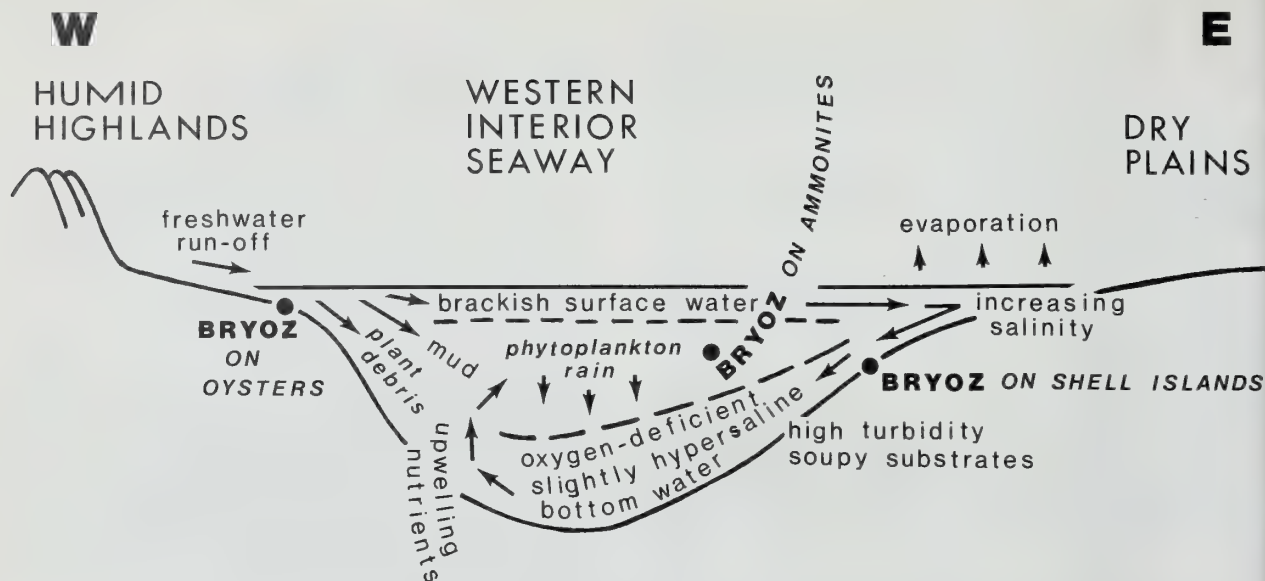 W
E
HUMID
HIGHLANDS
WESTERN
INTERIOR
SEAWAY
DRY
PLAINS
freshwater
run-off
evaporation
BRYOZ ON AMMONITES
brackish surface water
increasing
salinity
BRYOZ
ON
OYSTERS
plant
debris
mud
phytoplankton
rain
BRYOZ ON SHELL ISLANDS
oxygen-deficient
slightly hypersaline
bottom water
high turbidity
soupy substrates
upwelling
nutrients